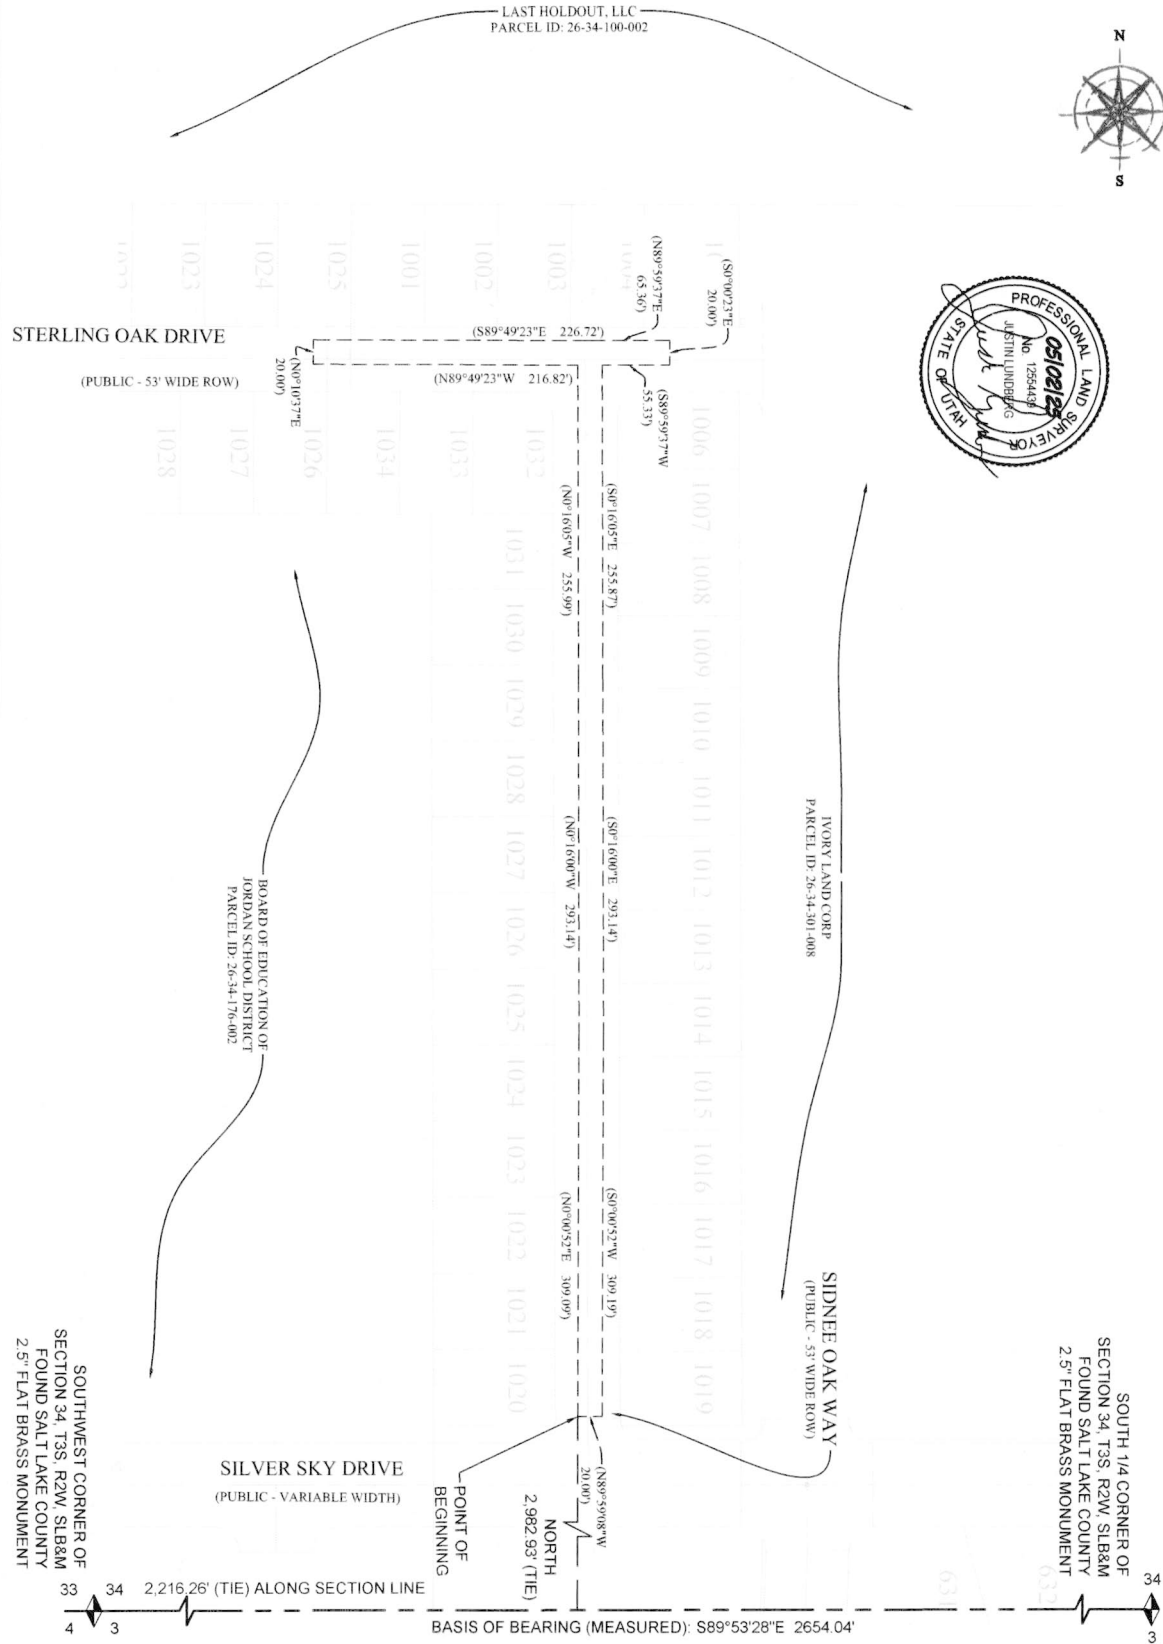 LAST HOLDOUT, LLC
PARCEL ID: 26-34-100-002
N
S
1023
1024
1025
1001
1002
1003
(N89°59'37"E
65.36')
(S0°00'23"E
20.00')
PROFESSIONAL LAND SURVEYOR
05/02/25
No. 12554439
JUSTIN LUNDBERG
STATE OF UTAH
STERLING OAK DRIVE
(PUBLIC - 53' WIDE ROW)
(S89°49'23"E 226.72')
(N89°49'23"W 216.82')
(N0°10'37"E
20.00')
(S89°59'37"W
55.33')
1028
1027
1026
1034
1033
1032
1006
1007
1008
1009
1010
1011
1012
1013
1014
1015
1016
1017
1018
1019
1031
1030
1029
1028
1027
1026
1025
1024
1023
1022
1021
1020
(N0°16'05"W 255.99')
(S0°16'05"E 255.87')
(N0°16'00"W 293.14')
(S0°16'00"E 293.14')
(N0°00'52"E 309.09')
(S0°00'52"W 309.19')
IVORY LAND CORP
PARCEL ID: 26-34-301-008
BOARD OF EDUCATION OF
JORDAN SCHOOL DISTRICT
PARCEL ID: 26-34-176-002
SIDNEE OAK WAY
(PUBLIC - 53' WIDE ROW)
SILVER SKY DRIVE
(PUBLIC - VARIABLE WIDTH)
POINT OF
BEGINNING
(N89°59'08"W
20.00')
NORTH
2,982.93' (TIE)
SOUTHWEST CORNER OF
SECTION 34, T3S, R2W, SLB&M
FOUND SALT LAKE COUNTY
2.5" FLAT BRASS MONUMENT
SOUTH 1/4 CORNER OF
SECTION 34, T3S, R2W, SLB&M
FOUND SALT LAKE COUNTY
2.5" FLAT BRASS MONUMENT
631
632
33 34
4 3
2,216.26' (TIE) ALONG SECTION LINE
BASIS OF BEARING (MEASURED): S89°53'28"E 2654.04'
34
3